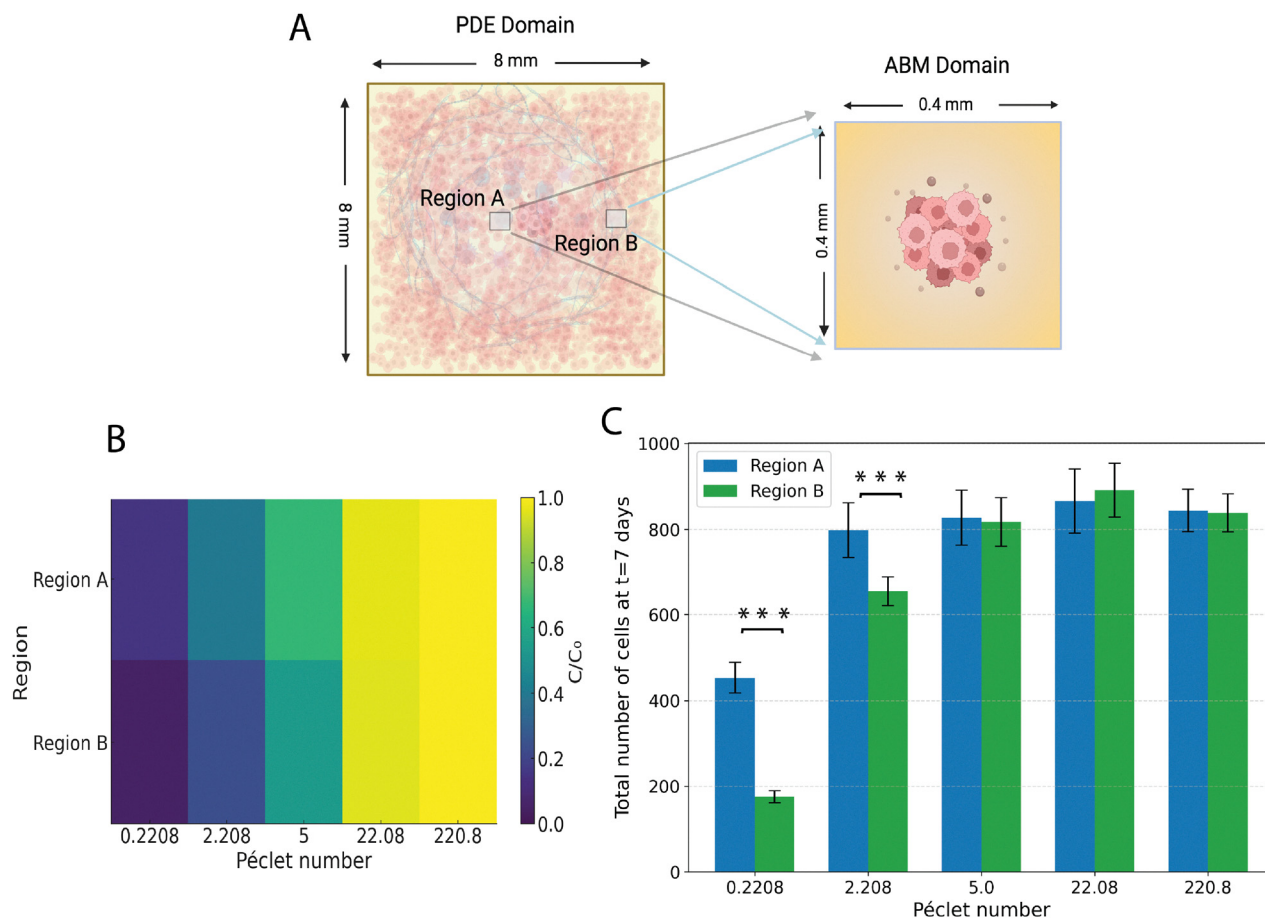 A
PDE Domain
8 mm
8 mm
Region A
Region B
ABM Domain
0.4 mm
0.4 mm
B
Region
Region A
Region B
0.2208 2.208 5 22.08 220.8
Péclet number
1.0
0.8
0.6
0.4
0.2
0.0
C/C₀
C
Total number of cells at t=7 days
1000
800
600
400
200
0
Region A
Region B
* * *
* * *
0.2208 2.208 5.0 22.08 220.8
Péclet number